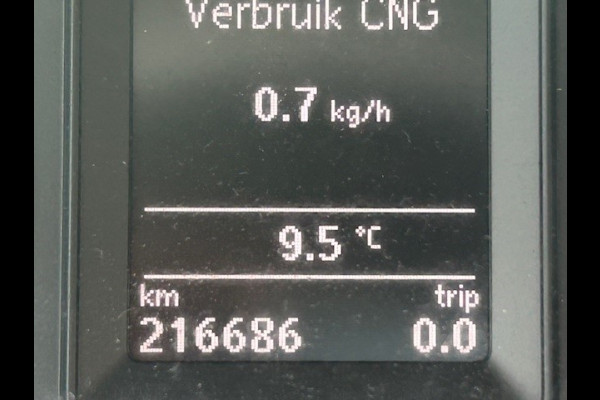 Verbruik CNG
0.7 kg/h
9.5 °C
km trip
216686 0.0